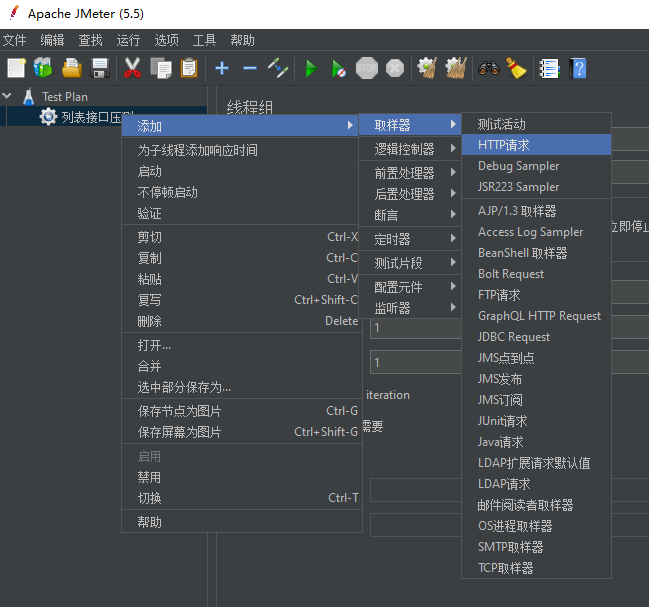 Apache JMeter (5.5)
文件 编辑 查找 运行 选项 工具 帮助
Test Plan
列表接口压
线程组
添加
为子线程添加响应时间
启动
不停顿启动
验证
剪切 Ctrl-X
复制 Ctrl-C
粘贴 Ctrl-V
复写 Ctrl+Shift-C
删除 Delete
打开...
合并
选中部分保存为...
保存节点为图片 Ctrl-G
保存屏幕为图片 Ctrl+Shift-G
启用
禁用
切换 Ctrl-T
帮助
取样器
逻辑控制器
前置处理器
后置处理器
断言
定时器
测试片段
配置元件
监听器
1
1
iteration
需要
测试活动
HTTP请求
Debug Sampler
JSR223 Sampler
AJP/1.3 取样器
Access Log Sampler
BeanShell 取样器
Bolt Request
FTP请求
GraphQL HTTP Request
JDBC Request
JMS点到点
JMS发布
JMS订阅
JUnit请求
Java请求
LDAP扩展请求默认值
LDAP请求
邮件阅读者取样器
OS进程取样器
SMTP取样器
TCP取样器
立即停止